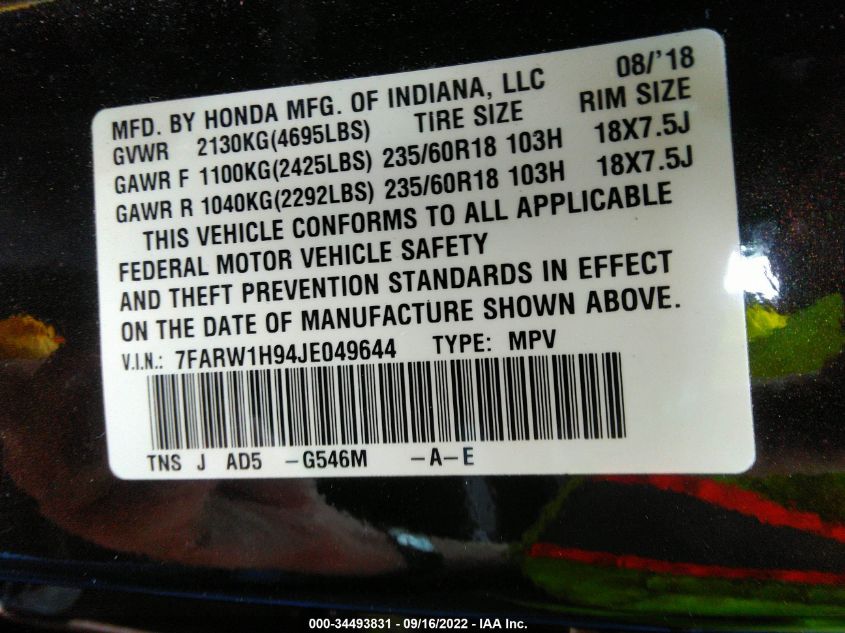 08/'18
MFD. BY HONDA MFG. OF INDIANA, LLC
GVWR 2130KG(4695LBS) TIRE SIZE RIM SIZE
GAWR F 1100KG(2425LBS) 235/60R18 103H 18X7.5J
GAWR R 1040KG(2292LBS) 235/60R18 103H 18X7.5J
THIS VEHICLE CONFORMS TO ALL APPLICABLE
FEDERAL MOTOR VEHICLE SAFETY
AND THEFT PREVENTION STANDARDS IN EFFECT
ON THE DATE OF MANUFACTURE SHOWN ABOVE.
V.I.N.: 7FARW1H94JE049644 TYPE: MPV
TNS J AD5 -G546M -A-E
000-34493831 - 09/16/2022 - IAA Inc.